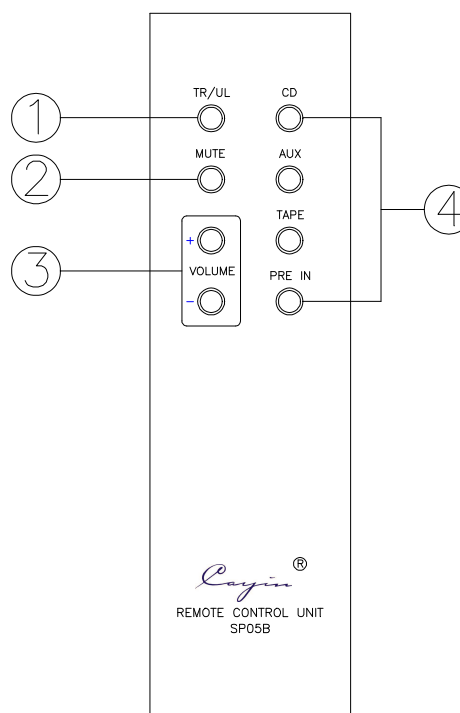 TR/UL CD
1
MUTE AUX
2
TAPE
4
+
3
VOLUME
PRE IN
-
Cayin ®
REMOTE CONTROL UNIT
SP05B